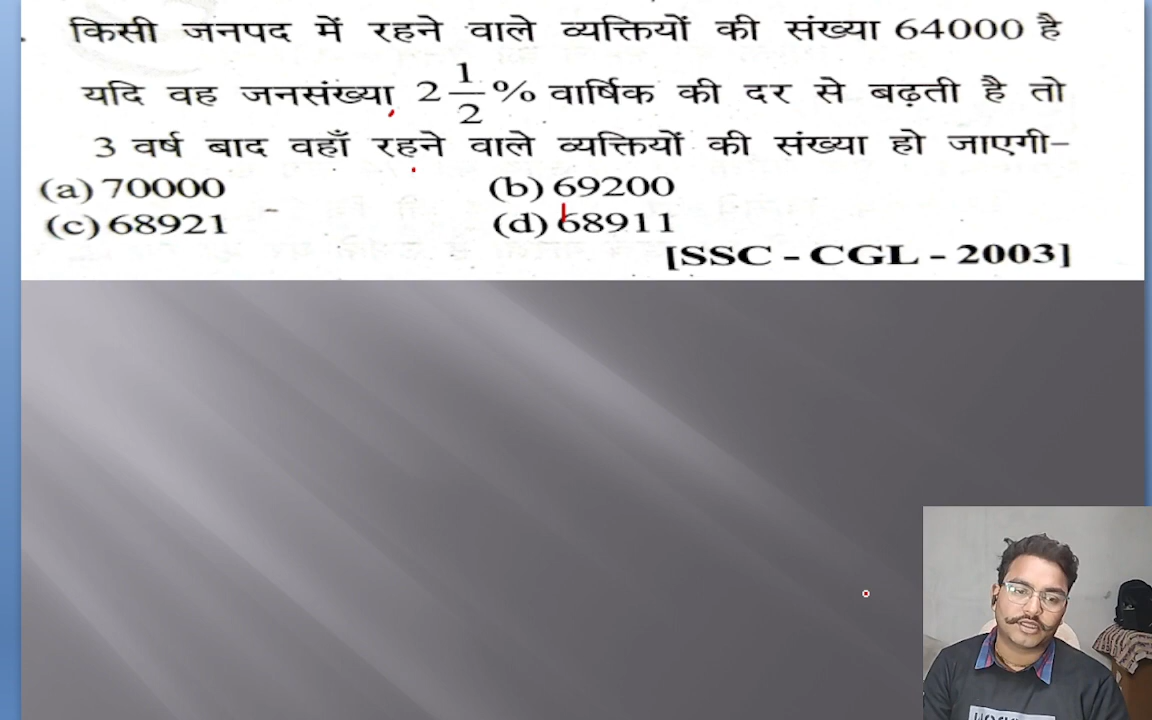 किसी जनपद में रहने वाले व्यक्तियों की संख्या 64000 है
यदि वह जनसंख्या 2 1/2 % वार्षिक की दर से बढ़ती है तो
3 वर्ष बाद वहाँ रहने वाले व्यक्तियों की संख्या हो जाएगी–
(a) 70000 (b) 69200
(c) 68921 (d) 68911
[SSC - CGL - 2003]